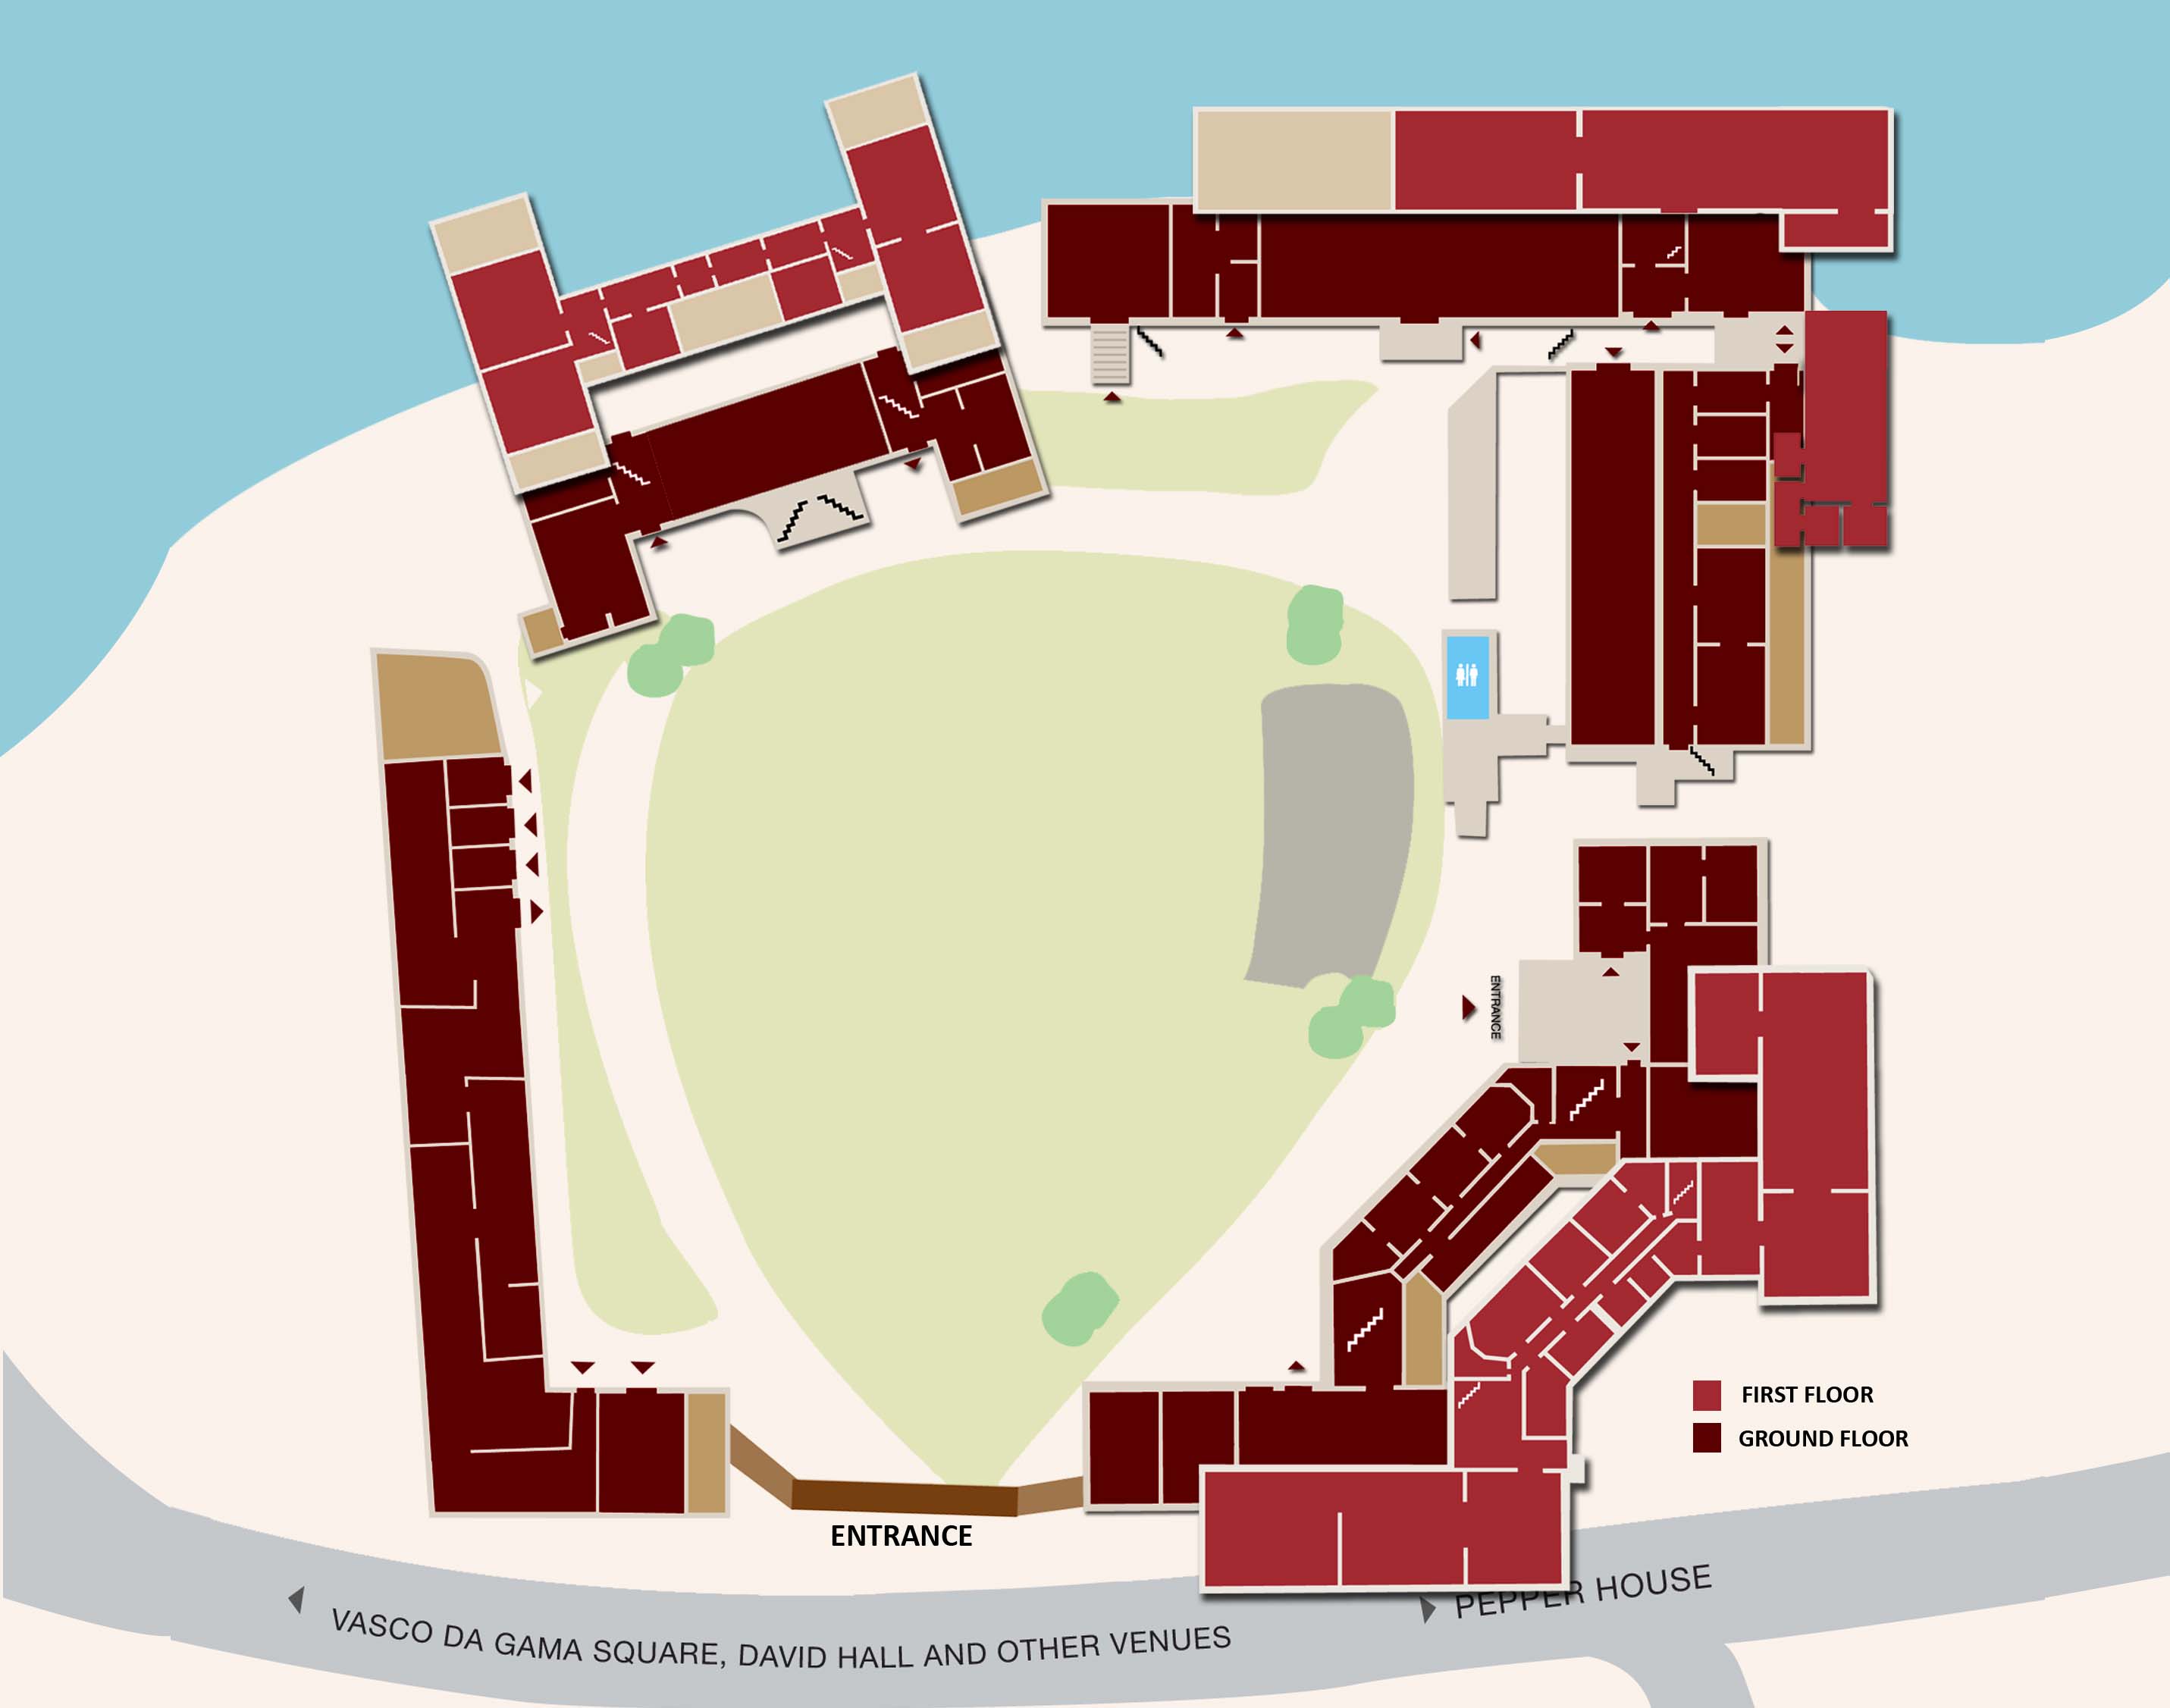 ENTRANCE
FIRST FLOOR
GROUND FLOOR
ENTRANCE
PEPPER HOUSE
VASCO DA GAMA SQUARE, DAVID HALL AND OTHER VENUES